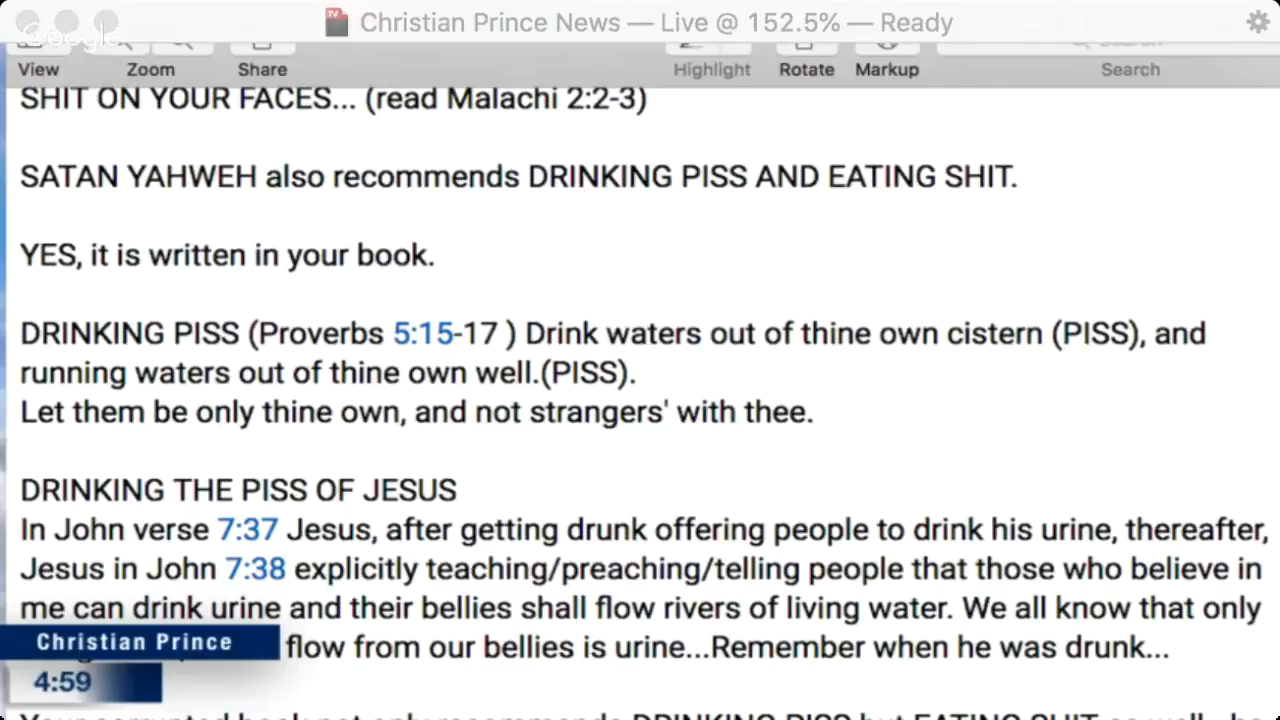 Christian Prince News — Live @ 152.5% — Ready
Google
View Zoom Share Highlight Rotate Markup Search
SHIT ON YOUR FACES... (read Malachi 2:2-3)
SATAN YAHWEH also recommends DRINKING PISS AND EATING SHIT.
YES, it is written in your book.
DRINKING PISS (Proverbs 5:15-17 ) Drink waters out of thine own cistern (PISS), and
running waters out of thine own well.(PISS).
Let them be only thine own, and not strangers' with thee.
DRINKING THE PISS OF JESUS
In John verse 7:37 Jesus, after getting drunk offering people to drink his urine, thereafter,
Jesus in John 7:38 explicitly teaching/preaching/telling people that those who believe in
me can drink urine and their bellies shall flow rivers of living water. We all know that only
Christian Prince
flow from our bellies is urine...Remember when he was drunk...
4:59